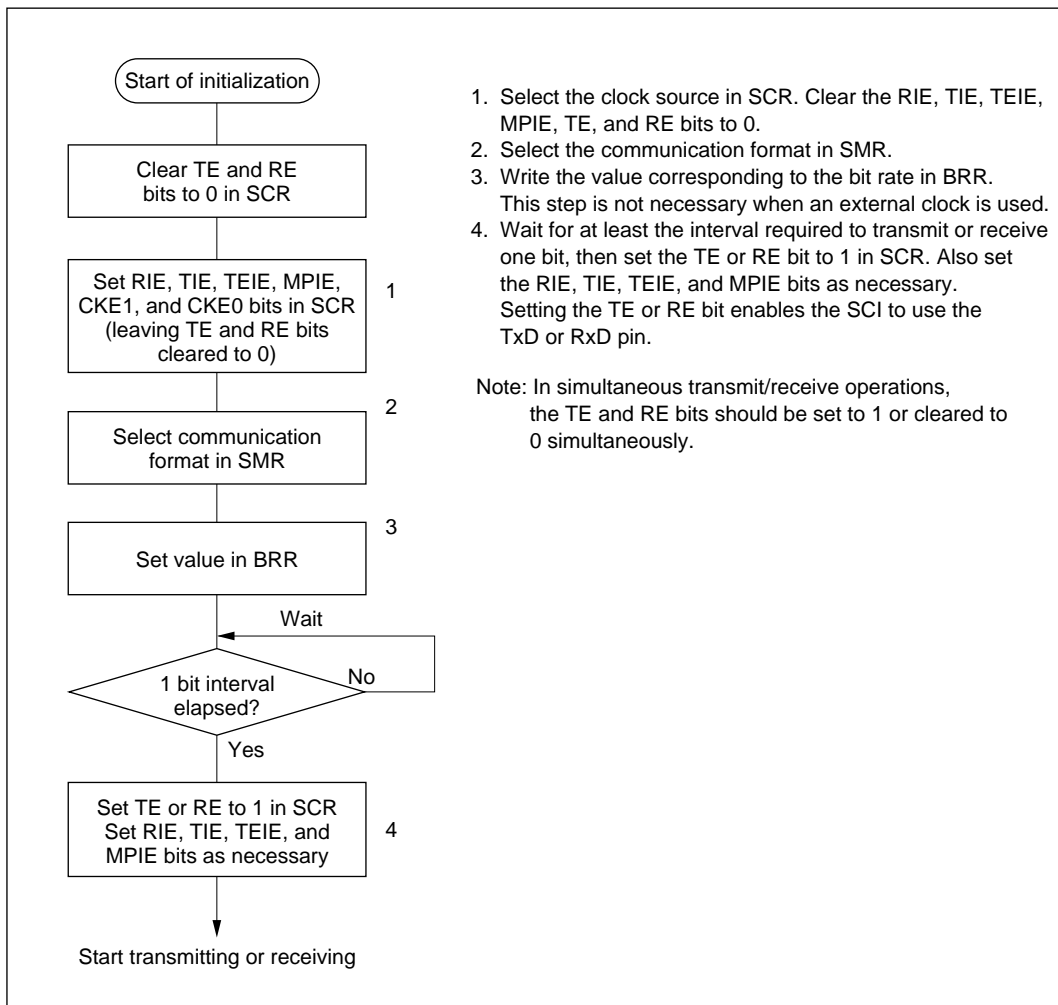 Start of initialization
Clear TE and RE
bits to 0 in SCR
Set RIE, TIE, TEIE, MPIE,
CKE1, and CKE0 bits in SCR
(leaving TE and RE bits
cleared to 0)
1
2
Select communication
format in SMR
3
Set value in BRR
Wait
1 bit interval
elapsed?
No
Yes
Set TE or RE to 1 in SCR
Set RIE, TIE, TEIE, and
MPIE bits as necessary
4
Start transmitting or receiving
1. Select the clock source in SCR. Clear the RIE, TIE, TEIE,
MPIE, TE, and RE bits to 0.
2. Select the communication format in SMR.
3. Write the value corresponding to the bit rate in BRR.
This step is not necessary when an external clock is used.
4. Wait for at least the interval required to transmit or receive
one bit, then set the TE or RE bit to 1 in SCR. Also set
the RIE, TIE, TEIE, and MPIE bits as necessary.
Setting the TE or RE bit enables the SCI to use the
TxD or RxD pin.
Note: In simultaneous transmit/receive operations,
the TE and RE bits should be set to 1 or cleared to
0 simultaneously.